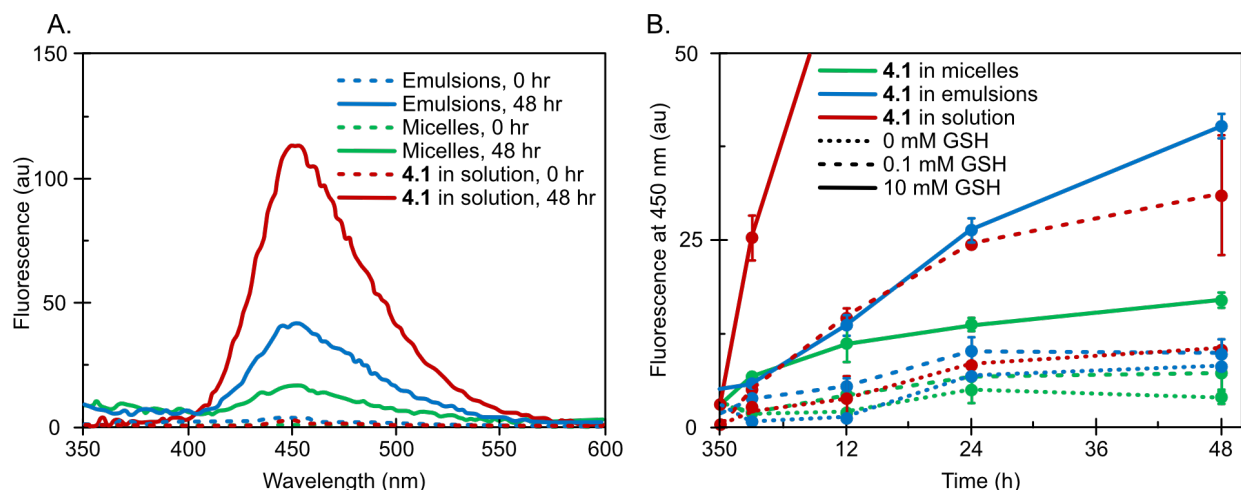 A.
150
100
50
0
Fluorescence (au)
350
400
450
500
550
600
Wavelength (nm)
Emulsions, 0 hr
Emulsions, 48 hr
Micelles, 0 hr
Micelles, 48 hr
4.1 in solution, 0 hr
4.1 in solution, 48 hr
B.
50
25
0
Fluorescence at 450 nm (au)
350
12
24
36
48
Time (h)
4.1 in micelles
4.1 in emulsions
4.1 in solution
0 mM GSH
0.1 mM GSH
10 mM GSH